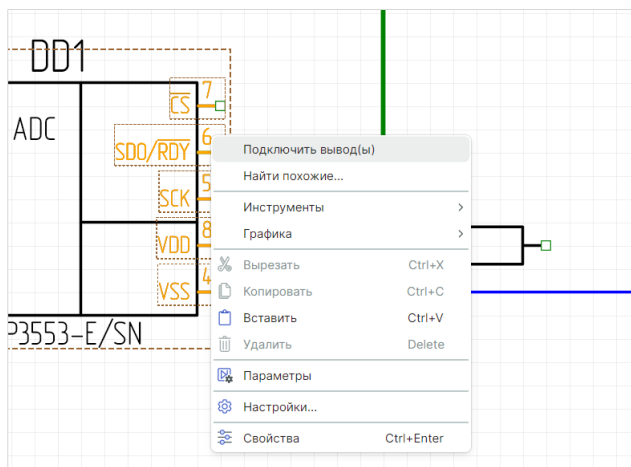 DD1
7
CS
ADC
6
SDO/RDY
5
SCK
8
VDD
4
VSS
P3553-E/SN
Подключить вывод(ы)
Найти похожие...
Инструменты
Графика
Вырезать Ctrl+X
Копировать Ctrl+C
Вставить Ctrl+V
Удалить Delete
Параметры
Настройки...
Свойства Ctrl+Enter